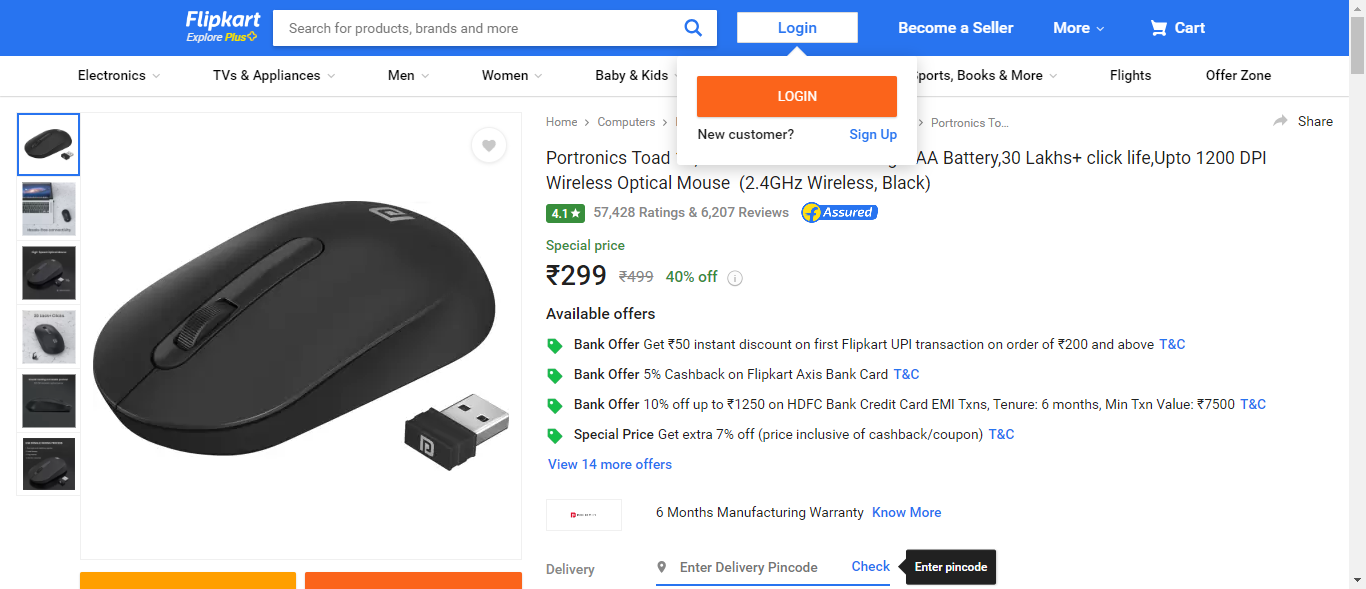 Flipkart
Explore Plus
Search for products, brands and more
Login
Become a Seller
More
Cart
Electronics
TVs & Appliances
Men
Women
Baby & Kids
Sports, Books & More
Flights
Offer Zone
LOGIN
New customer? Sign Up
Home > Computers >
> Portronics To...
Share
Portronics Toad
AA Battery,30 Lakhs+ click life,Upto 1200 DPI
Wireless Optical Mouse (2.4GHz Wireless, Black)
4.1★ 57,428 Ratings & 6,207 Reviews Assured
Special price
₹299 ₹499 40% off
Available offers
Bank Offer Get ₹50 instant discount on first Flipkart UPI transaction on order of ₹200 and above T&C
Bank Offer 5% Cashback on Flipkart Axis Bank Card T&C
Bank Offer 10% off up to ₹1250 on HDFC Bank Credit Card EMI Txns, Tenure: 6 months, Min Txn Value: ₹7500 T&C
Special Price Get extra 7% off (price inclusive of cashback/coupon) T&C
View 14 more offers
6 Months Manufacturing Warranty Know More
Delivery
Enter Delivery Pincode
Check
Enter pincode